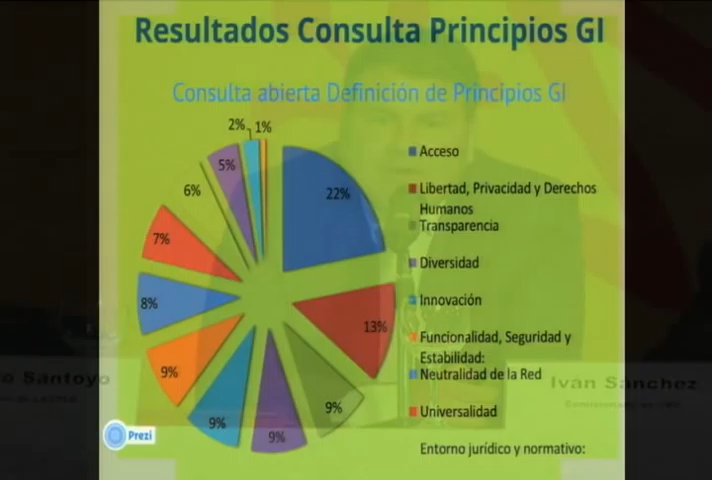 Resultados Consulta Principios GI
Consulta abierta Definición de Principios GI
2%
1%
5%
6%
22%
7%
8%
13%
9%
9%
9%
9%
Acceso
Libertad, Privacidad y Derechos
Humanos
Transparencia
Diversidad
Innovación
Funcionalidad, Seguridad y
Estabilidad:
Neutralidad de la Red
Universalidad
Entorno jurídico y normativo:
Prezi
o Santoyo
Iván Sánchez